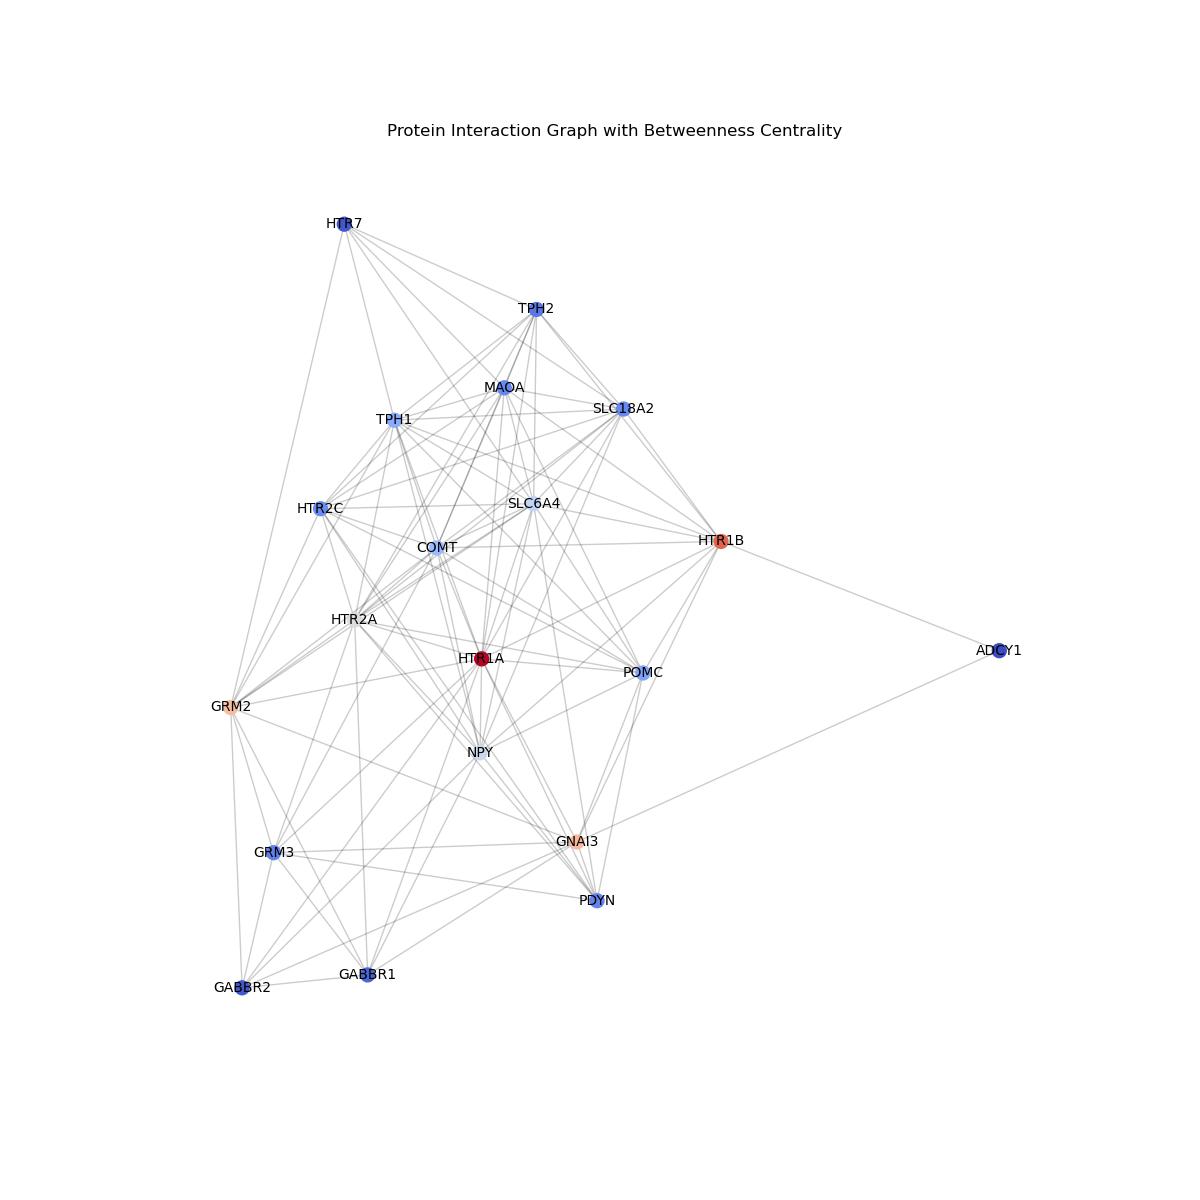 Protein Interaction Graph with Betweenness Centrality
HTR7
TPH2
MAOA
SLC18A2
TPH1
SLC6A4
HTR2C
HTR1B
COMT
HTR2A
ADCY1
HTR1A
POMC
GRM2
NPY
GNAI3
GRM3
PDYN
GABBR1
GABBR2